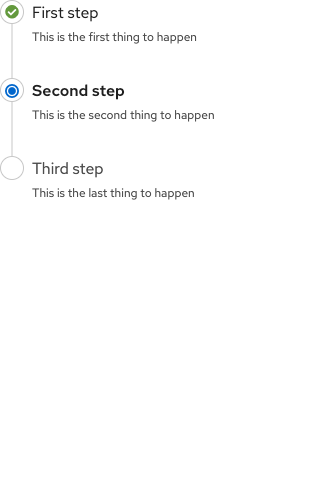 First step
This is the first thing to happen
Second step
This is the second thing to happen
Third step
This is the last thing to happen